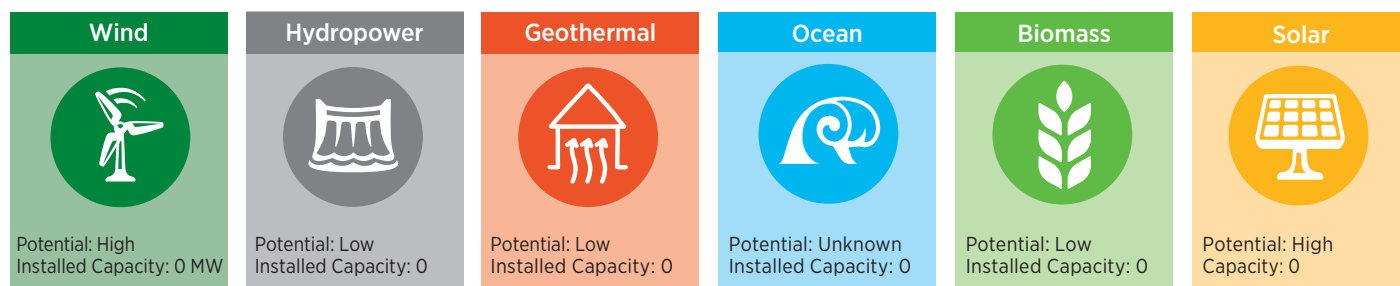 Wind
Potential: High
Installed Capacity: 0 MW
Hydropower
Potential: Low
Installed Capacity: 0
Geothermal
Potential: Low
Installed Capacity: 0
Ocean
Potential: Unknown
Installed Capacity: 0
Biomass
Potential: Low
Installed Capacity: 0
Solar
Potential: High
Capacity: 0